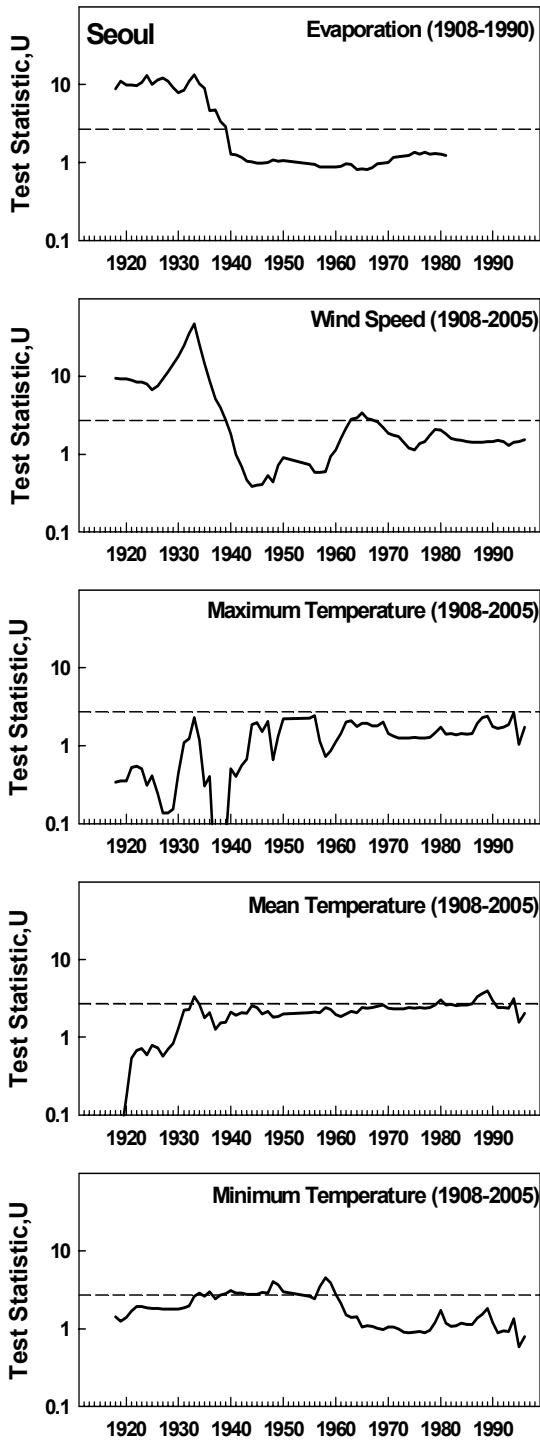 Seoul
Evaporation (1908-1990)
Test Statistic,U
10
1
0.1
1920 1930 1940 1950 1960 1970 1980 1990
Wind Speed (1908-2005)
Test Statistic,U
10
1
0.1
1920 1930 1940 1950 1960 1970 1980 1990
Maximum Temperature (1908-2005)
Test Statistic,U
10
1
0.1
1920 1930 1940 1950 1960 1970 1980 1990
Mean Temperature (1908-2005)
Test Statistic,U
10
1
0.1
1920 1930 1940 1950 1960 1970 1980 1990
Minimum Temperature (1908-2005)
Test Statistic,U
10
1
0.1
1920 1930 1940 1950 1960 1970 1980 1990